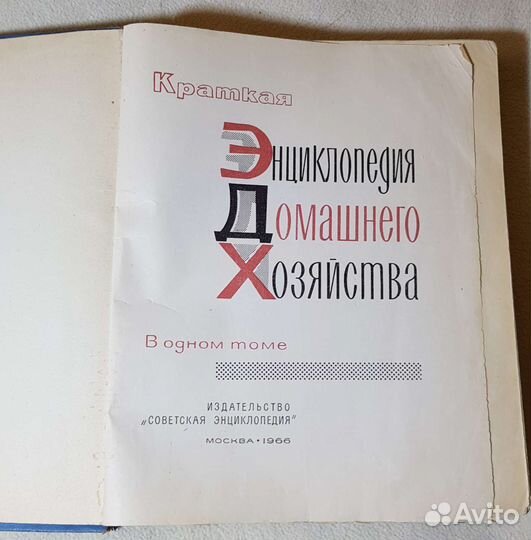 Краткая
Энциклопедия
Домашнего
Хозяйства
В одном томе
ИЗДАТЕЛЬСТВО
„СОВЕТСКАЯ ЭНЦИКЛОПЕДИЯ"
МОСКВА • 1966
Avito